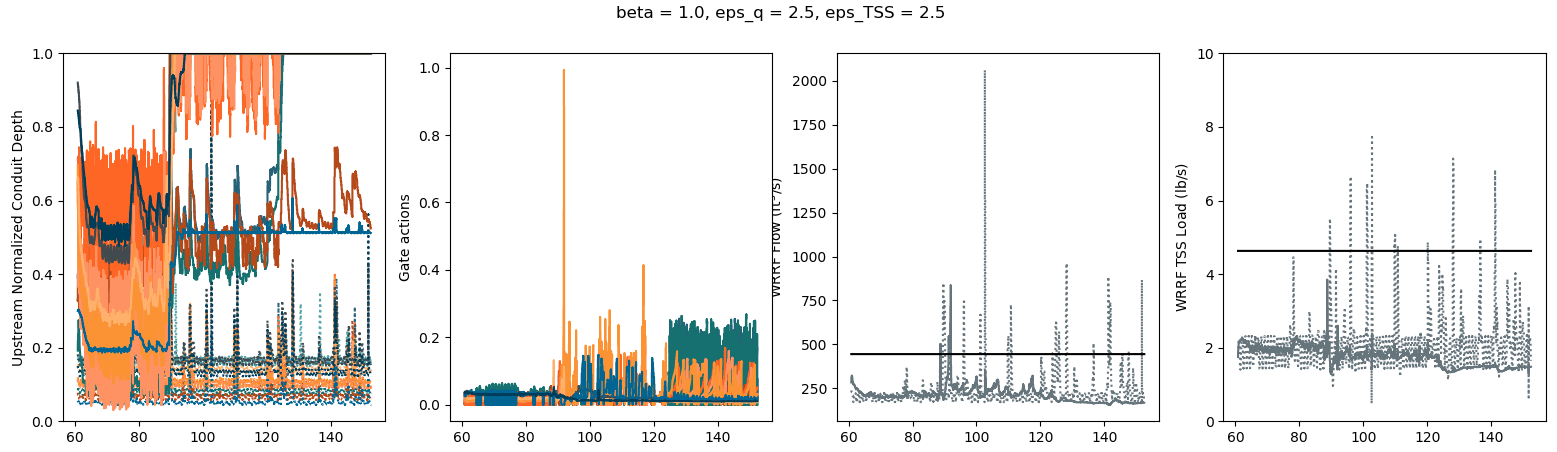 beta = 1.0, eps_q = 2.5, eps_TSS = 2.5
Upstream Normalized Conduit Depth
1.0
0.8
0.6
0.4
0.2
0.0
60 80 100 120 140
Gate actions
1.0
0.8
0.6
0.4
0.2
0.0
60 80 100 120 140
WRRF Flow (ft³/s)
2000
1750
1500
1250
1000
750
500
250
60 80 100 120 140
WRRF TSS Load (lb/s)
10
8
6
4
2
0
60 80 100 120 140